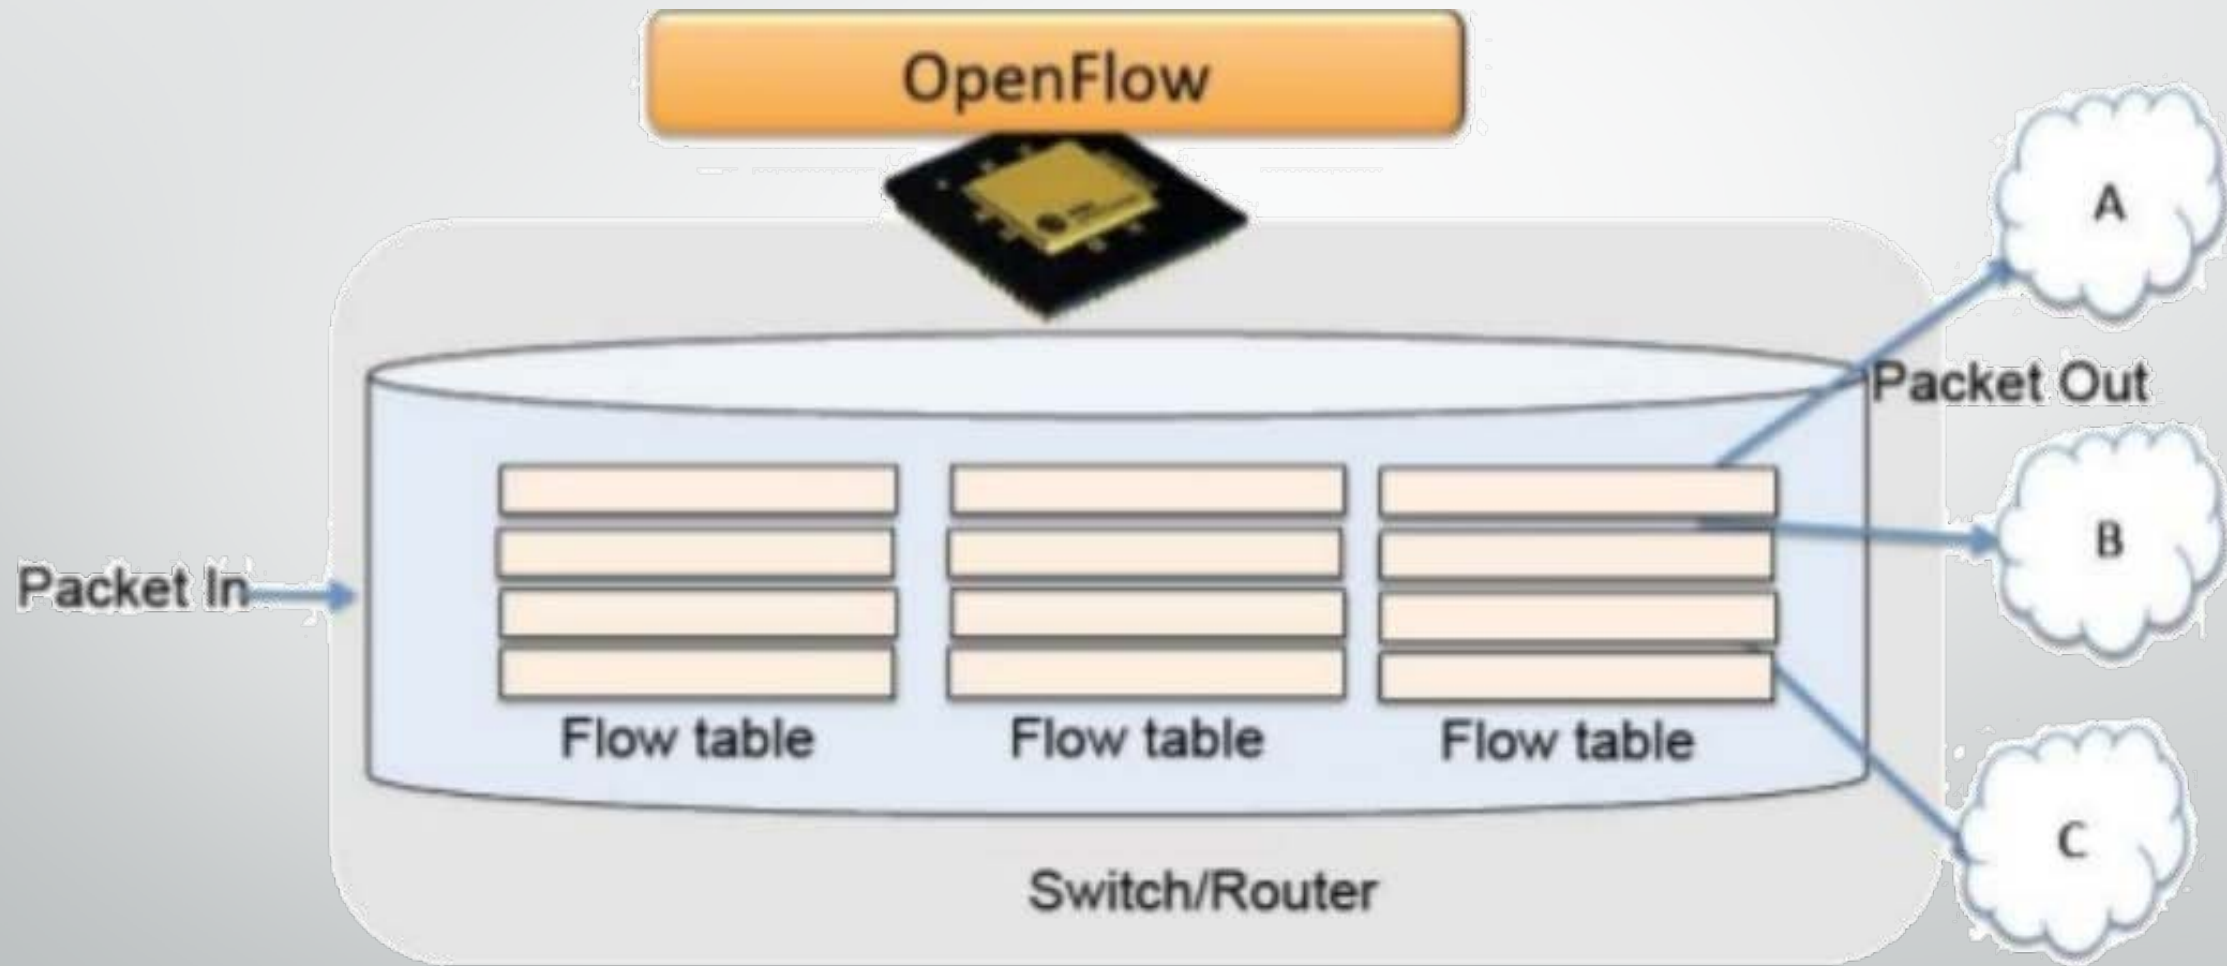 OpenFlow
A
Packet Out
B
Packet In
Flow table
Flow table
Flow table
C
Switch/Router